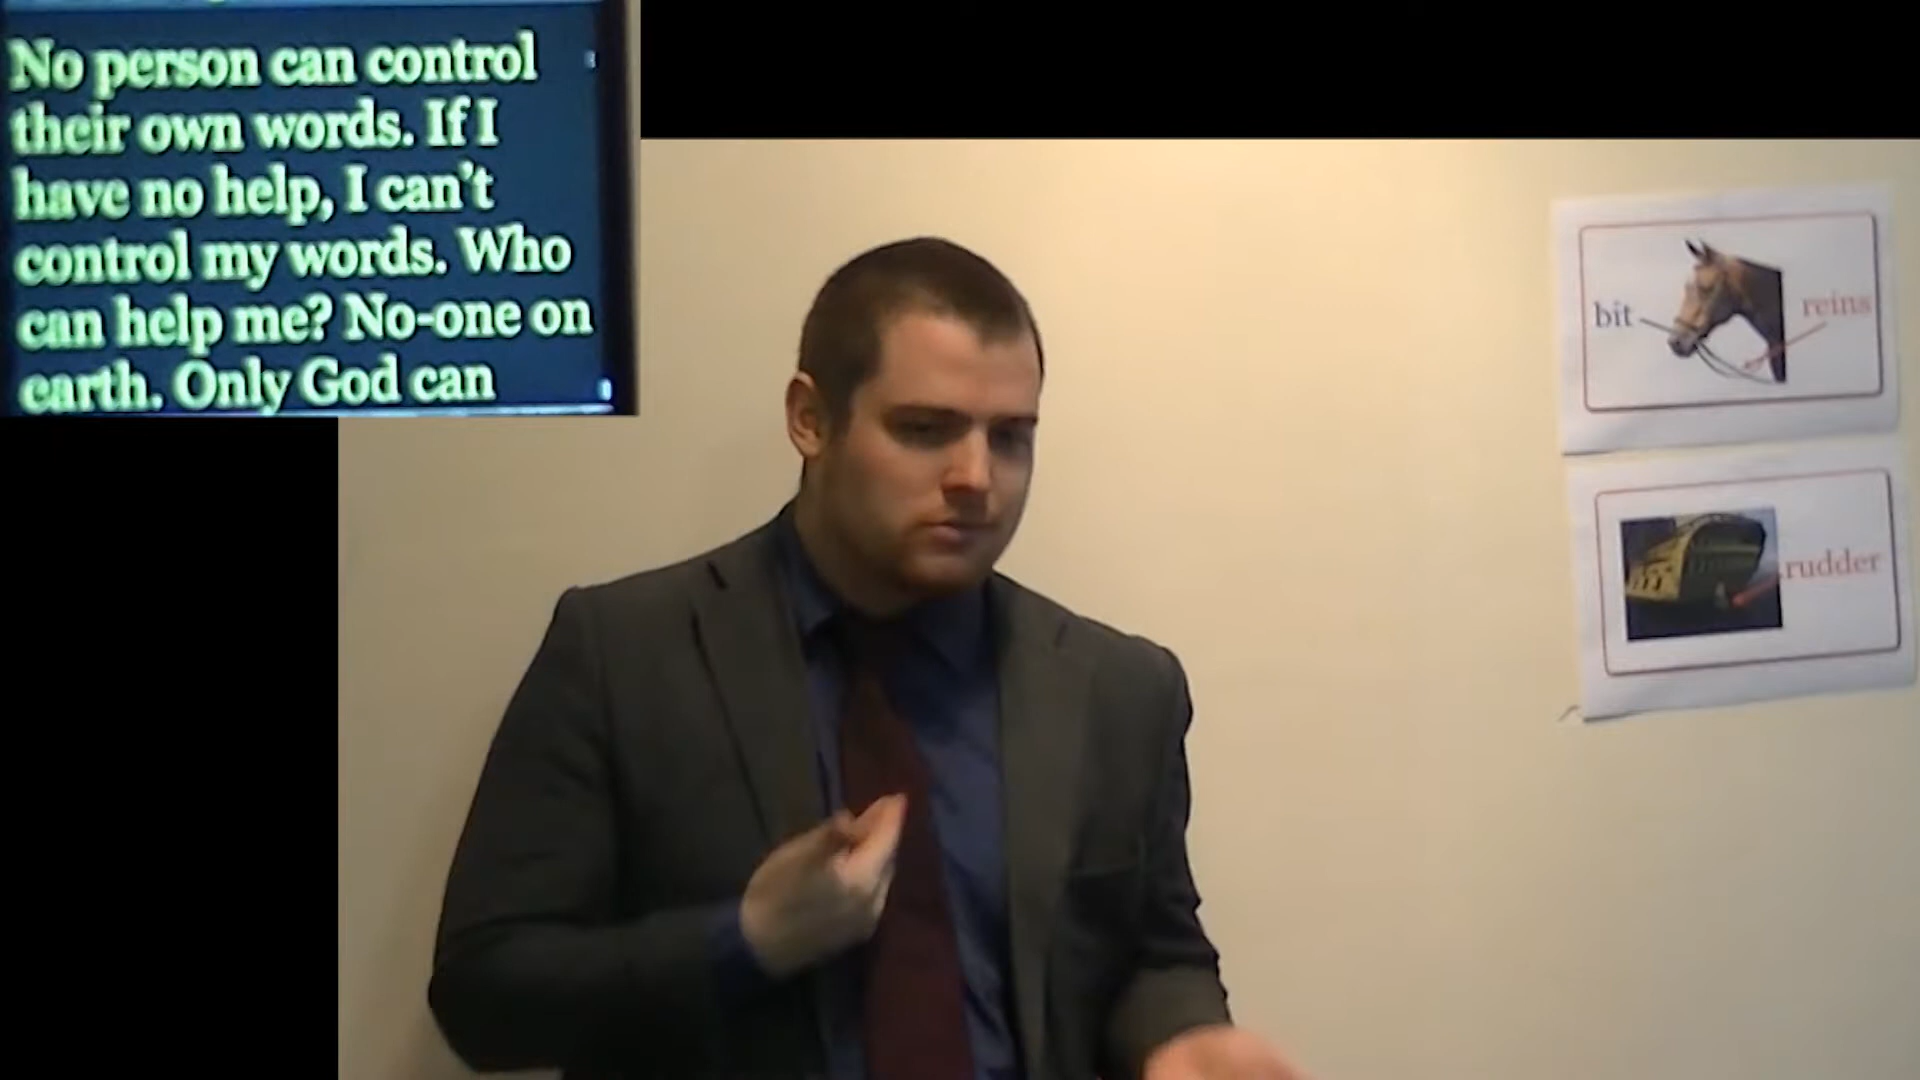 No person can control
their own words. If I
have no help, I can't
control my words. Who
can help me? No-one on
earth. Only God can
bit
reins
rudder